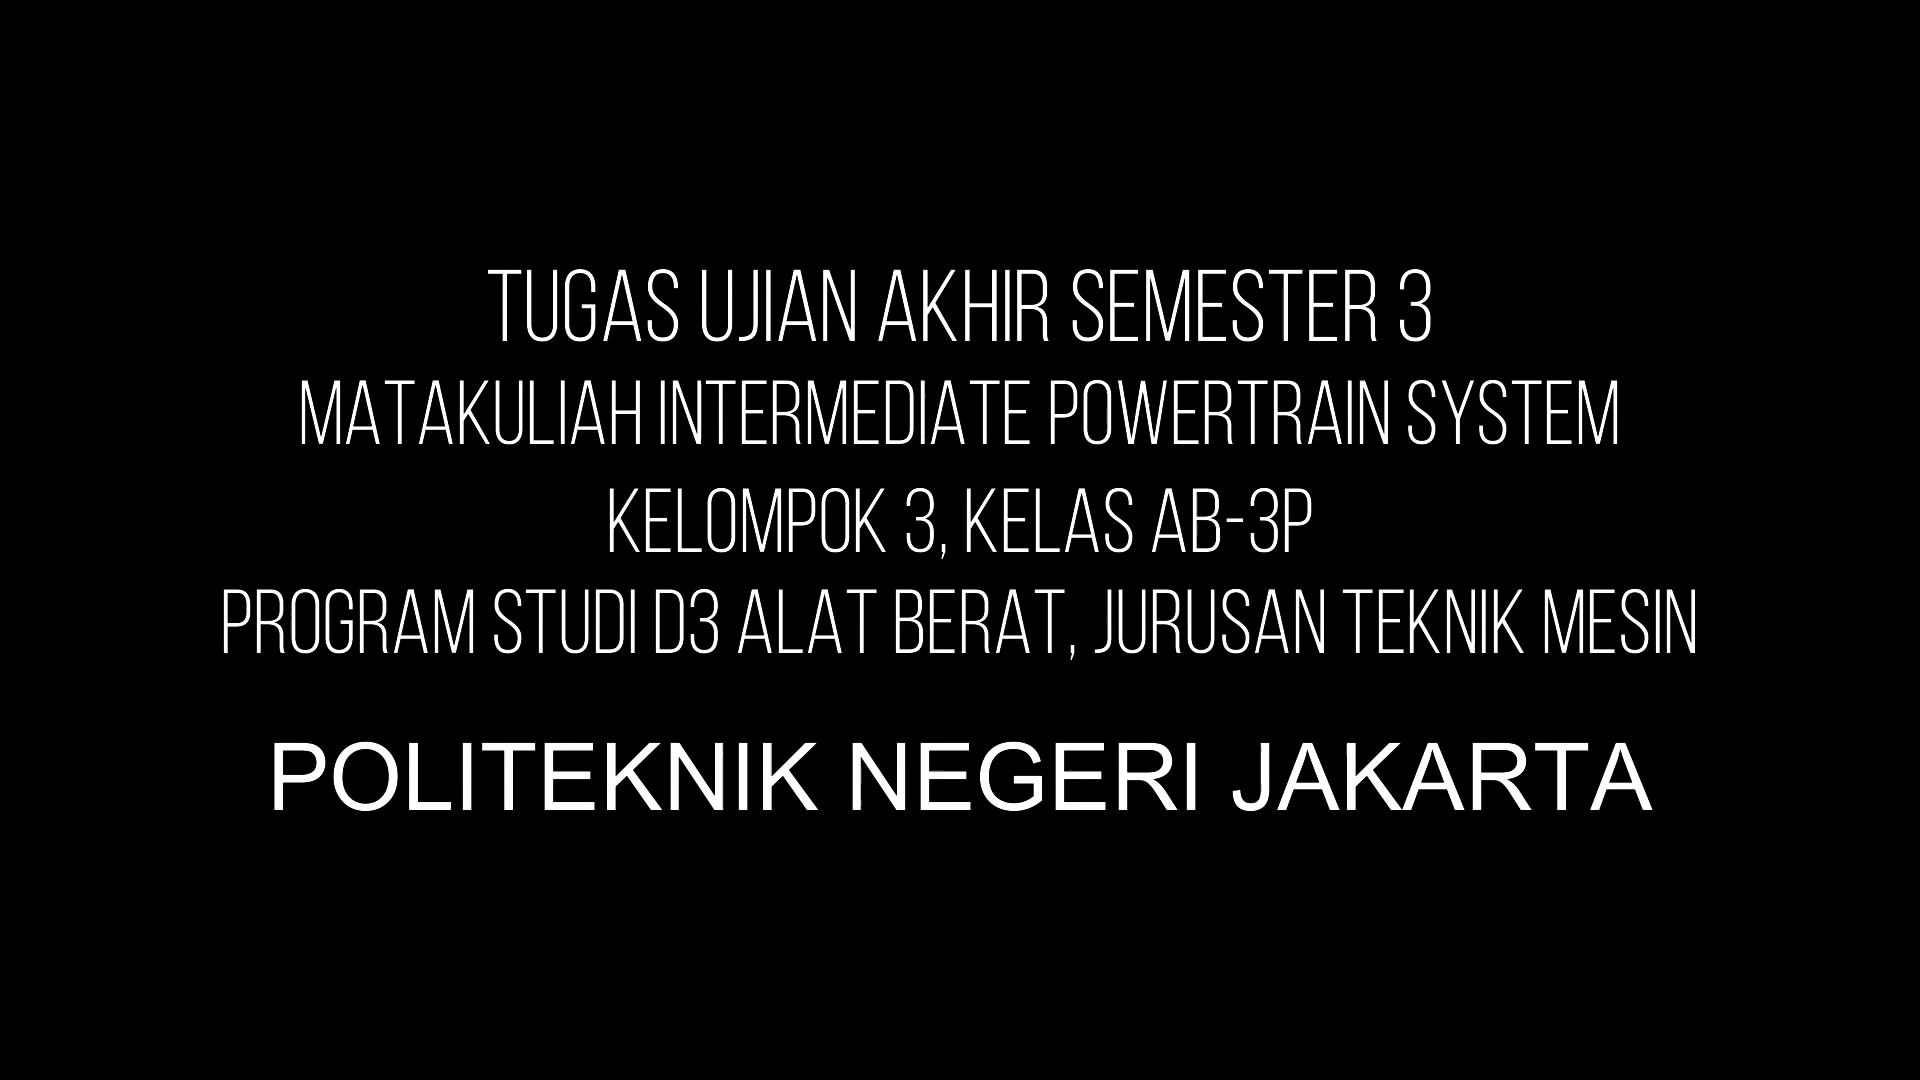 TUGAS UJIAN AKHIR SEMESTER 3
MATAKULIAH INTERMEDIATE POWERTRAIN SYSTEM
KELOMPOK 3, KELAS AB-3P
PROGRAM STUDI D3 ALAT BERAT, JURUSAN TEKNIK MESIN
POLITEKNIK NEGERI JAKARTA